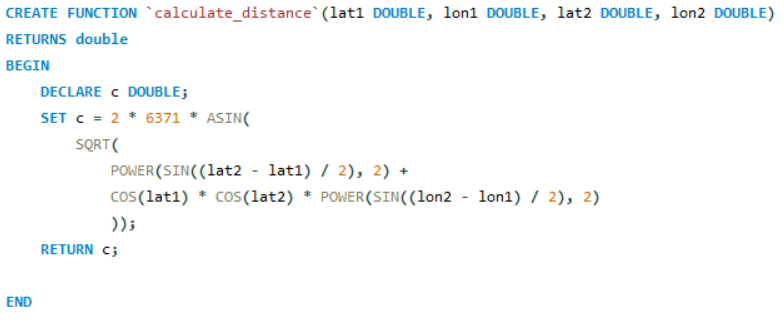 CREATE FUNCTION `calculate_distance`(lat1 DOUBLE, lon1 DOUBLE, lat2 DOUBLE, lon2 DOUBLE)
RETURNS double
BEGIN
    DECLARE c DOUBLE;
    SET c = 2 * 6371 * ASIN(
        SQRT(
            POWER(SIN((lat2 - lat1) / 2), 2) +
            COS(lat1) * COS(lat2) * POWER(SIN((lon2 - lon1) / 2), 2)
            ));
    RETURN c;
END